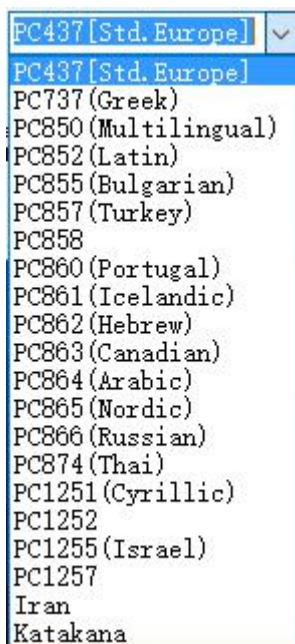 PC437[Std.Europe]
PC437[Std.Europe]
PC737(Greek)
PC850(Multilingual)
PC852(Latin)
PC855(Bulgarian)
PC857(Turkey)
PC858
PC860(Portugal)
PC861(Icelandic)
PC862(Hebrew)
PC863(Canadian)
PC864(Arabic)
PC865(Nordic)
PC866(Russian)
PC874(Thai)
PC1251(Cyrillic)
PC1252
PC1255(Israel)
PC1257
Iran
Katakana